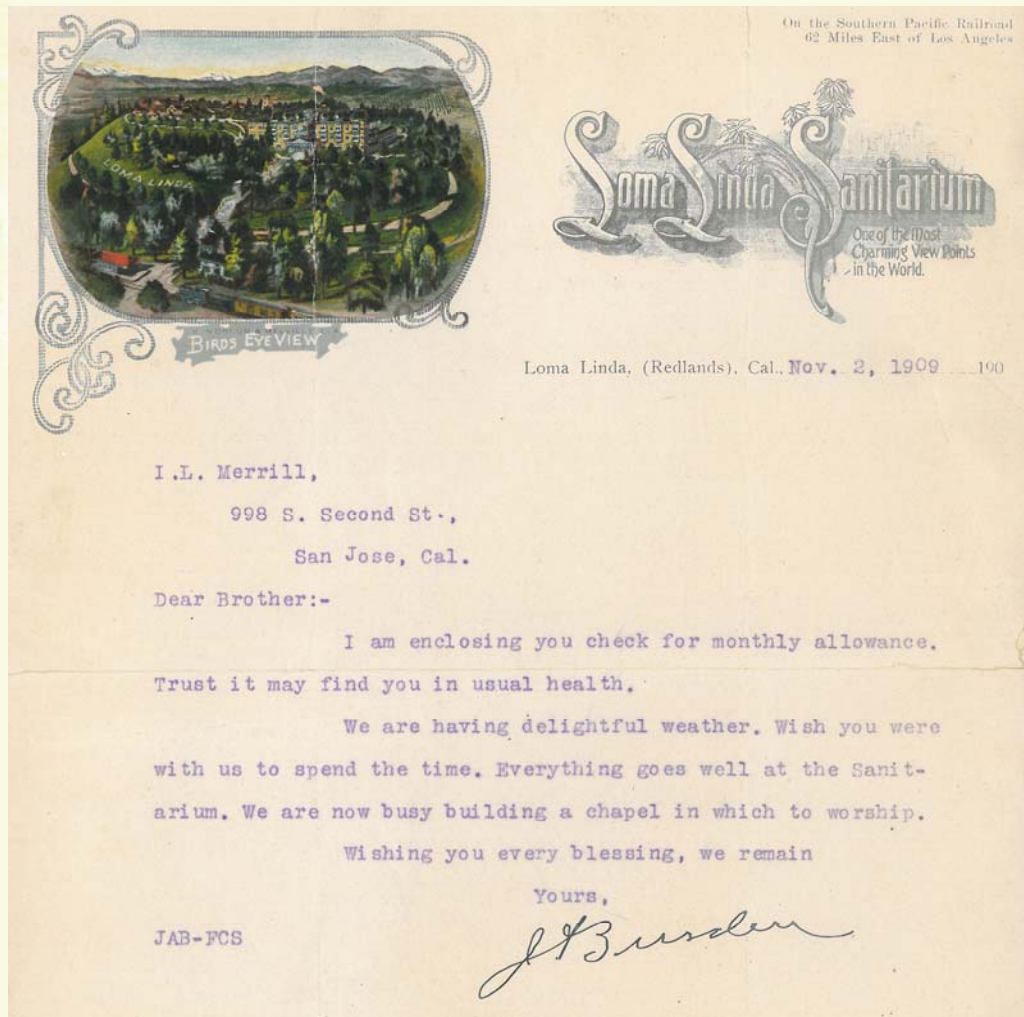 On the Southern Pacific Railroad
62 Miles East of Los Angeles
LOMA LINDA
Loma Linda Sanitarium
One of the Most
Charming View Points
in the World.
BIRDS EYE VIEW
Loma Linda, (Redlands), Cal., Nov. 2, 1909 190
I.L. Merrill,
998 S. Second St.,
San Jose, Cal.
Dear Brother:-
I am enclosing you check for monthly allowance.
Trust it may find you in usual health.
We are having delightful weather. Wish you were
with us to spend the time. Everything goes well at the Sanit-
arium. We are now busy building a chapel in which to worship.
Wishing you every blessing, we remain
Yours,
JAB-FCS
J A Burden